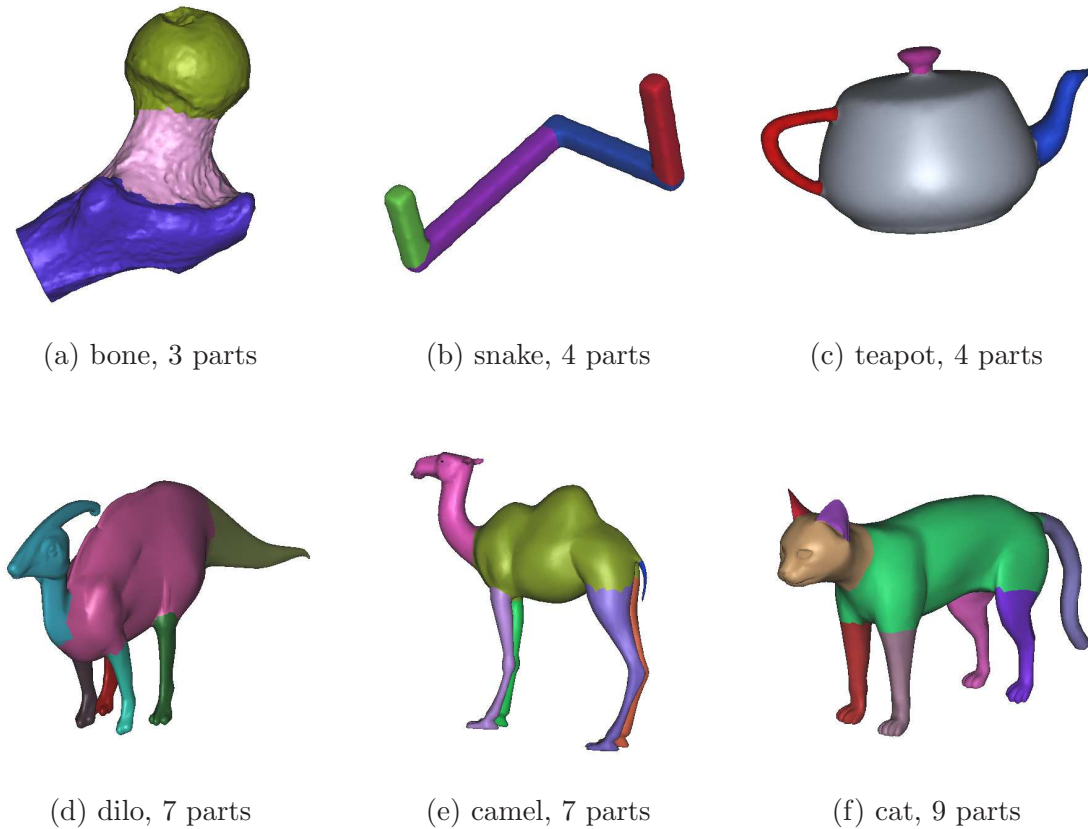 (a) bone, 3 parts
(b) snake, 4 parts
(c) teapot, 4 parts
(d) dilo, 7 parts
(e) camel, 7 parts
(f) cat, 9 parts